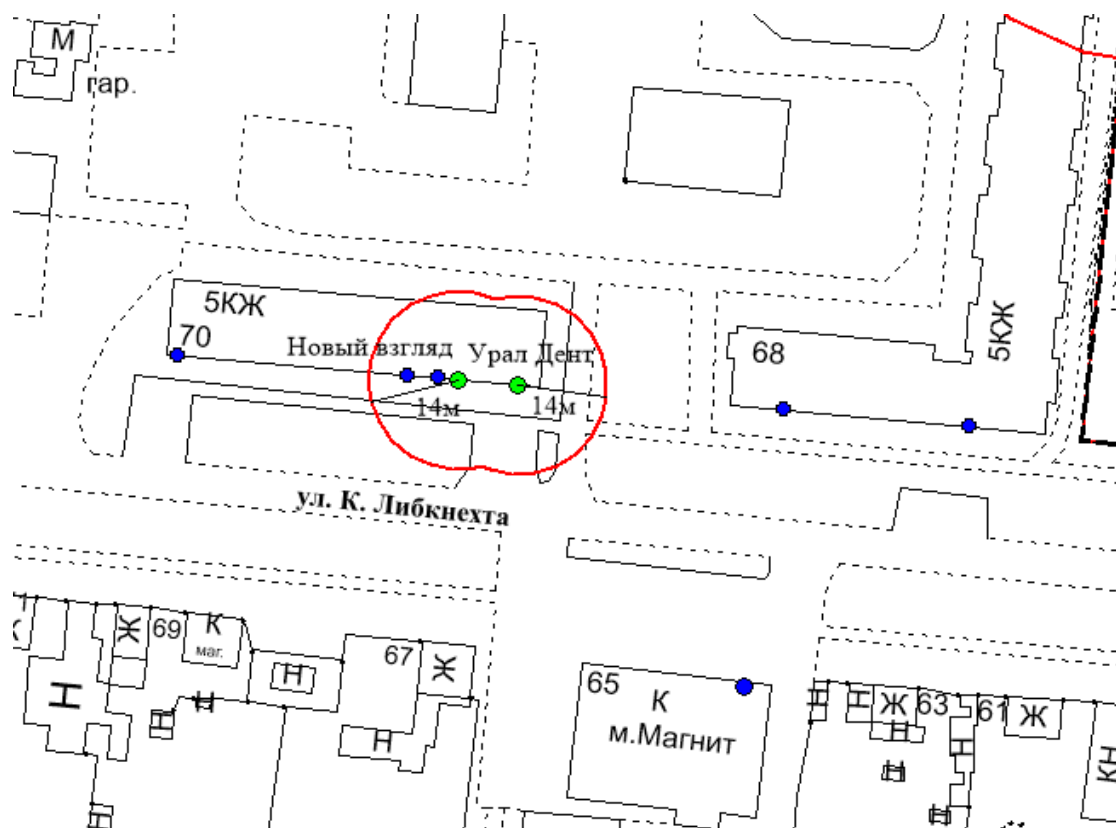 М
гар.
5КЖ
70
Новый взгляд
Урал Дент
14м
14м
68
5КЖ
ул. К. Либкнехта
Ж
69
К
маг.
Н
67
Ж
Н
Н
Н
Н
Н
65
К
м.Магнит
Н
Н
Ж
63
Н
61
Ж
Н
Н
Н
КН